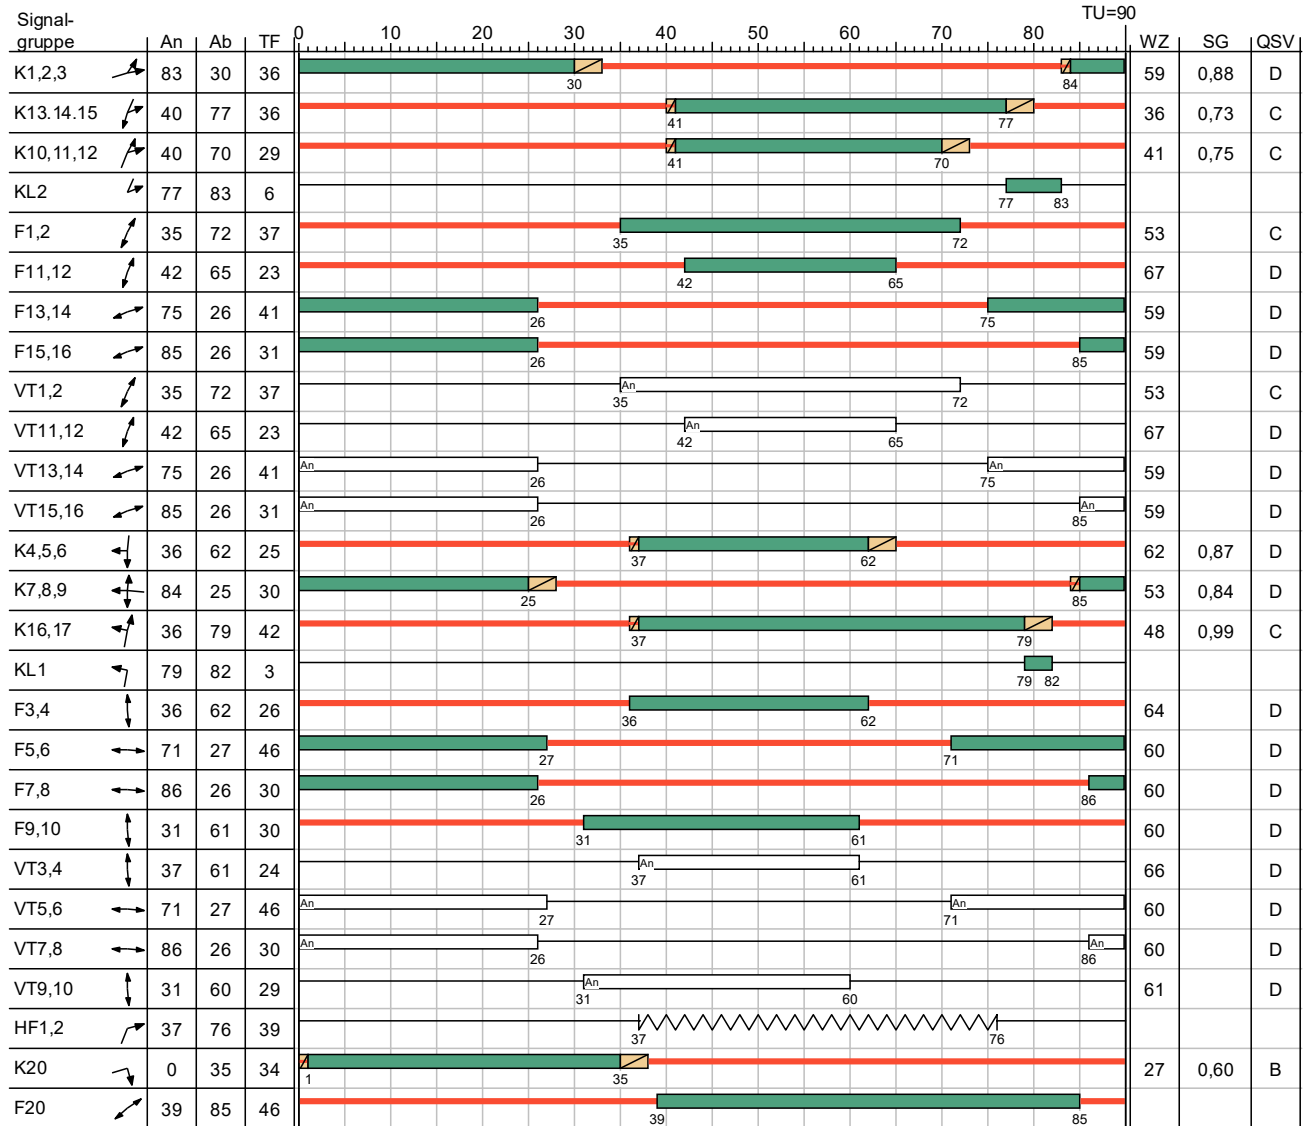 TU=90
Signal-
gruppe An Ab TF 0 10 20 30 40 50 60 70 80 WZ SG QSV
K1,2,3 83 30 36 30 84 59 0,88 D
K13.14.15 40 77 36 41 77 36 0,73 C
K10,11,12 40 70 29 41 70 41 0,75 C
KL2 77 83 6 77 83
F1,2 35 72 37 35 72 53 C
F11,12 42 65 23 42 65 67 D
F13,14 75 26 41 26 75 59 D
F15,16 85 26 31 26 85 59 D
VT1,2 35 72 37 An 35 72 53 C
VT11,12 42 65 23 An 42 65 67 D
VT13,14 75 26 41 An 26 An 75 59 D
VT15,16 85 26 31 An 26 An 85 59 D
K4,5,6 36 62 25 37 62 62 0,87 D
K7,8,9 84 25 30 25 85 53 0,84 D
K16,17 36 79 42 37 79 48 0,99 C
KL1 79 82 3 79 82
F3,4 36 62 26 36 62 64 D
F5,6 71 27 46 27 71 60 D
F7,8 86 26 30 26 86 60 D
F9,10 31 61 30 31 61 60 D
VT3,4 37 61 24 An 37 61 66 D
VT5,6 71 27 46 An 27 An 71 60 D
VT7,8 86 26 30 An 26 An 86 60 D
VT9,10 31 60 29 An 31 60 61 D
HF1,2 37 76 39 37 76
K20 0 35 34 1 35 27 0,60 B
F20 39 85 46 39 85